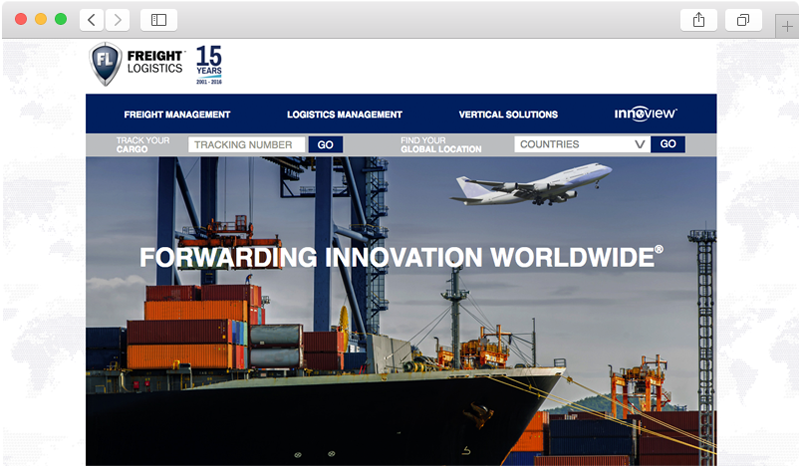 FL
FREIGHT™
LOGISTICS
15
YEARS
2001 - 2016
FREIGHT MANAGEMENT
LOGISTICS MANAGEMENT
VERTICAL SOLUTIONS
innoview®
TRACK YOUR
CARGO
TRACKING NUMBER
GO
FIND YOUR
GLOBAL LOCATION
COUNTRIES
GO
FORWARDING INNOVATION WORLDWIDE®